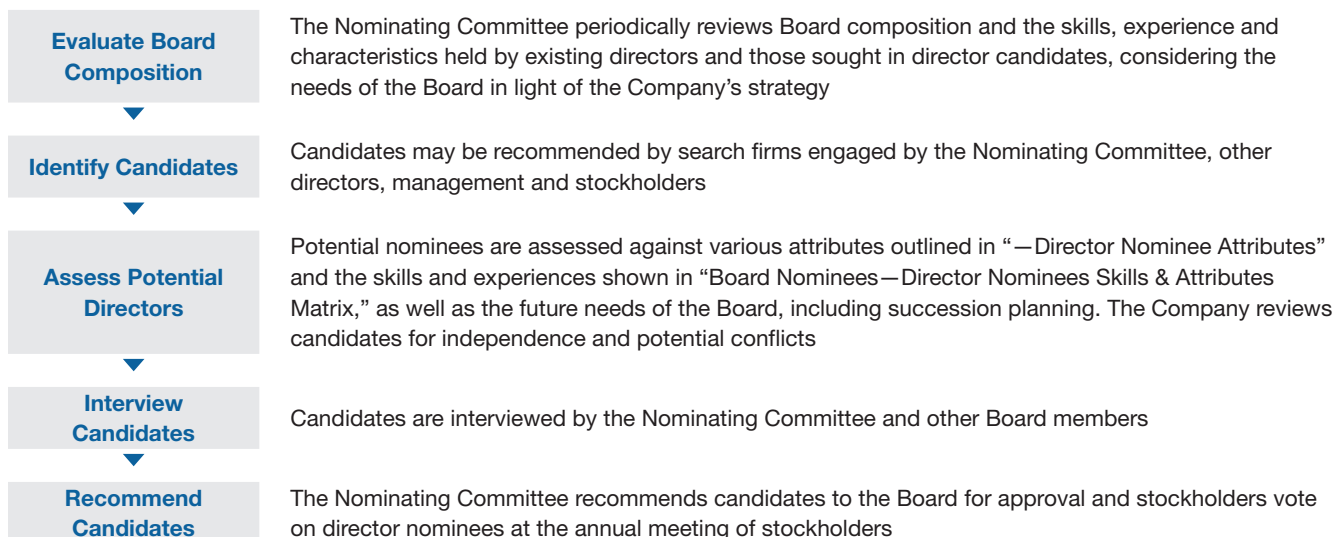 Evaluate Board
Composition
The Nominating Committee periodically reviews Board composition and the skills, experience and
characteristics held by existing directors and those sought in director candidates, considering the
needs of the Board in light of the Company’s strategy
Identify Candidates
Candidates may be recommended by search firms engaged by the Nominating Committee, other
directors, management and stockholders
Assess Potential
Directors
Potential nominees are assessed against various attributes outlined in “—Director Nominee Attributes”
and the skills and experiences shown in “Board Nominees—Director Nominees Skills & Attributes
Matrix,” as well as the future needs of the Board, including succession planning. The Company reviews
candidates for independence and potential conflicts
Interview
Candidates
Candidates are interviewed by the Nominating Committee and other Board members
Recommend
Candidates
The Nominating Committee recommends candidates to the Board for approval and stockholders vote
on director nominees at the annual meeting of stockholders